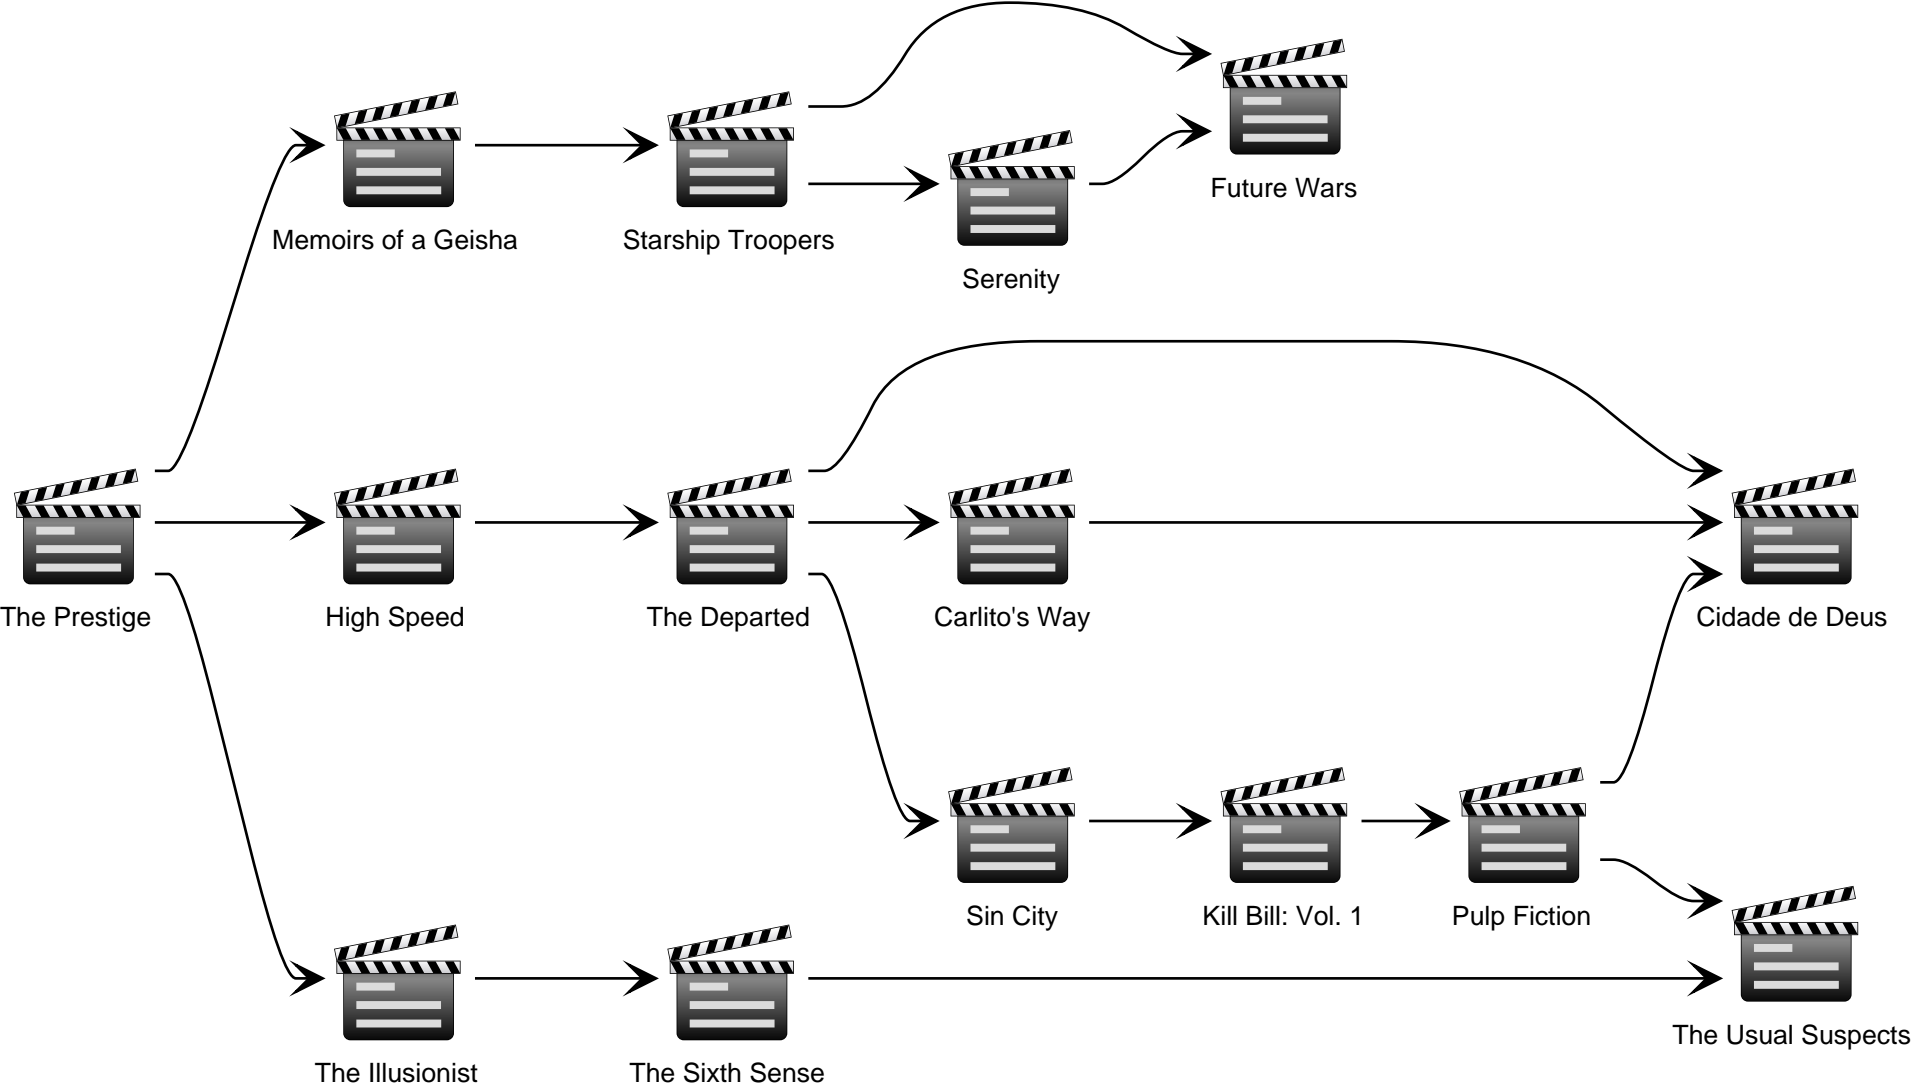 Future Wars
Memoirs of a Geisha
Starship Troopers
Serenity
The Prestige
High Speed
The Departed
Carlito's Way
Cidade de Deus
Sin City
Kill Bill: Vol. 1
Pulp Fiction
The Usual Suspects
The Illusionist
The Sixth Sense